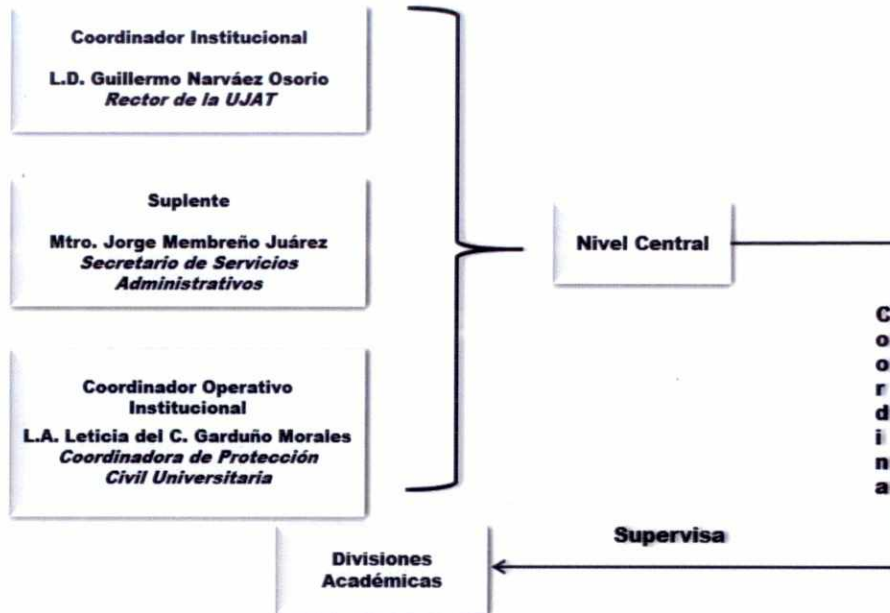 Coordinador Institucional
L.D. Guillermo Narváez Osorio
Rector de la UJAT
Suplente
Mtro. Jorge Membreño Juárez
Secretario de Servicios
Administrativos
Coordinador Operativo
Institucional
L.A. Leticia del C. Garduño Morales
Coordinadora de Protección
Civil Universitaria
Nivel Central
C
o
o
r
d
i
n
a
Supervisa
Divisiones
Académicas